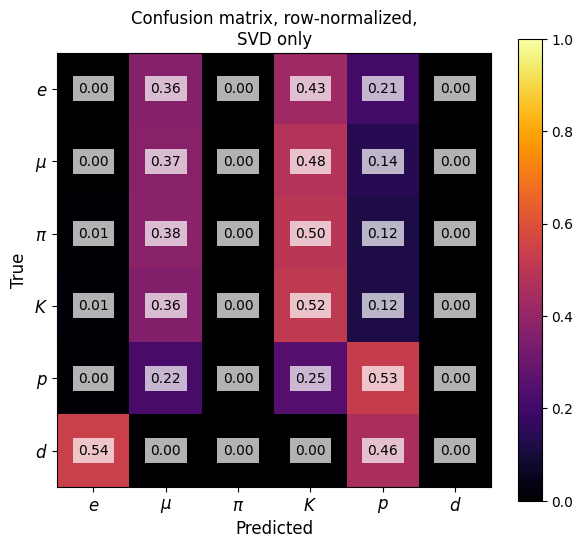 Confusion matrix, row-normalized,
SVD only
1.0
e 0.00 0.36 0.00 0.43 0.21 0.00
0.8
μ 0.00 0.37 0.00 0.48 0.14 0.00
π 0.01 0.38 0.00 0.50 0.12 0.00
0.6
True
K 0.01 0.36 0.00 0.52 0.12 0.00
0.4
p 0.00 0.22 0.00 0.25 0.53 0.00
0.2
d 0.54 0.00 0.00 0.00 0.46 0.00
0.0
e μ π K p d
Predicted